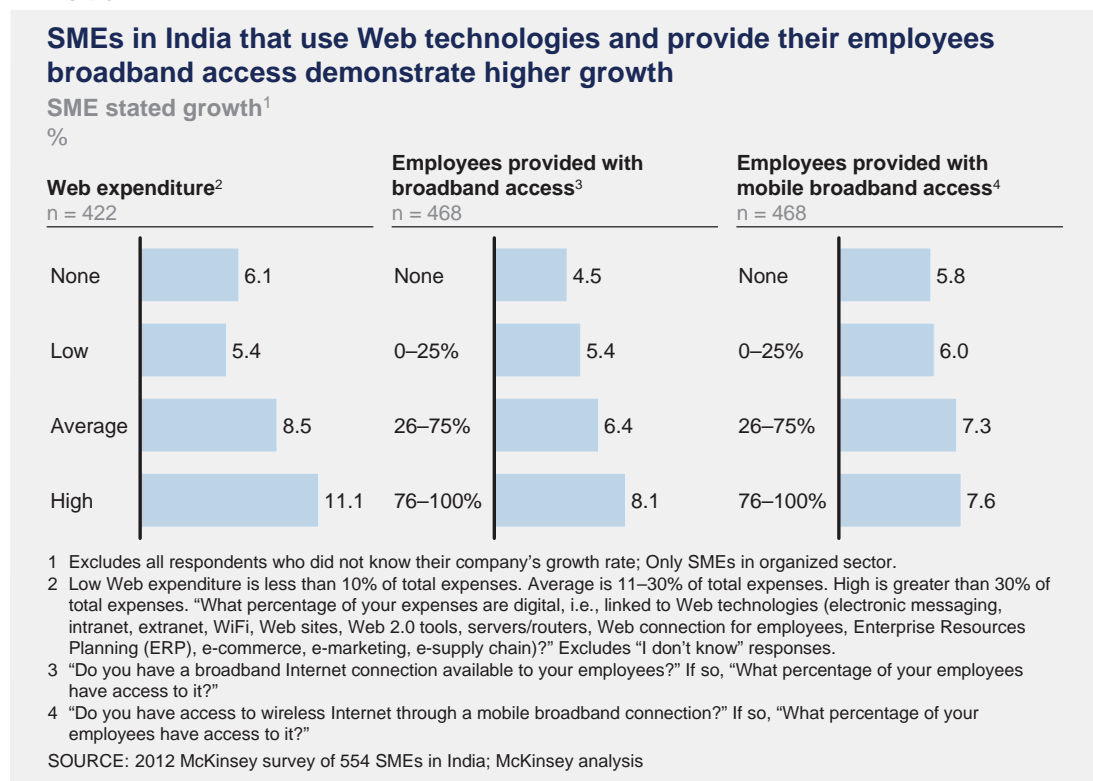 SMEs in India that use Web technologies and provide their employees
broadband access demonstrate higher growth
SME stated growth1
%
Web expenditure2
n = 422
None 6.1
Low 5.4
Average 8.5
High 11.1
Employees provided with
broadband access3
n = 468
None 4.5
0–25% 5.4
26–75% 6.4
76–100% 8.1
Employees provided with
mobile broadband access4
n = 468
None 5.8
0–25% 6.0
26–75% 7.3
76–100% 7.6
1 Excludes all respondents who did not know their company’s growth rate; Only SMEs in organized sector.
2 Low Web expenditure is less than 10% of total expenses. Average is 11–30% of total expenses. High is greater than 30% of
total expenses. “What percentage of your expenses are digital, i.e., linked to Web technologies (electronic messaging,
intranet, extranet, WiFi, Web sites, Web 2.0 tools, servers/routers, Web connection for employees, Enterprise Resources
Planning (ERP), e-commerce, e-marketing, e-supply chain)?” Excludes “I don’t know” responses.
3 “Do you have a broadband Internet connection available to your employees?” If so, “What percentage of your employees
have access to it?”
4 “Do you have access to wireless Internet through a mobile broadband connection?” If so, “What percentage of your
employees have access to it?”
SOURCE: 2012 McKinsey survey of 554 SMEs in India; McKinsey analysis